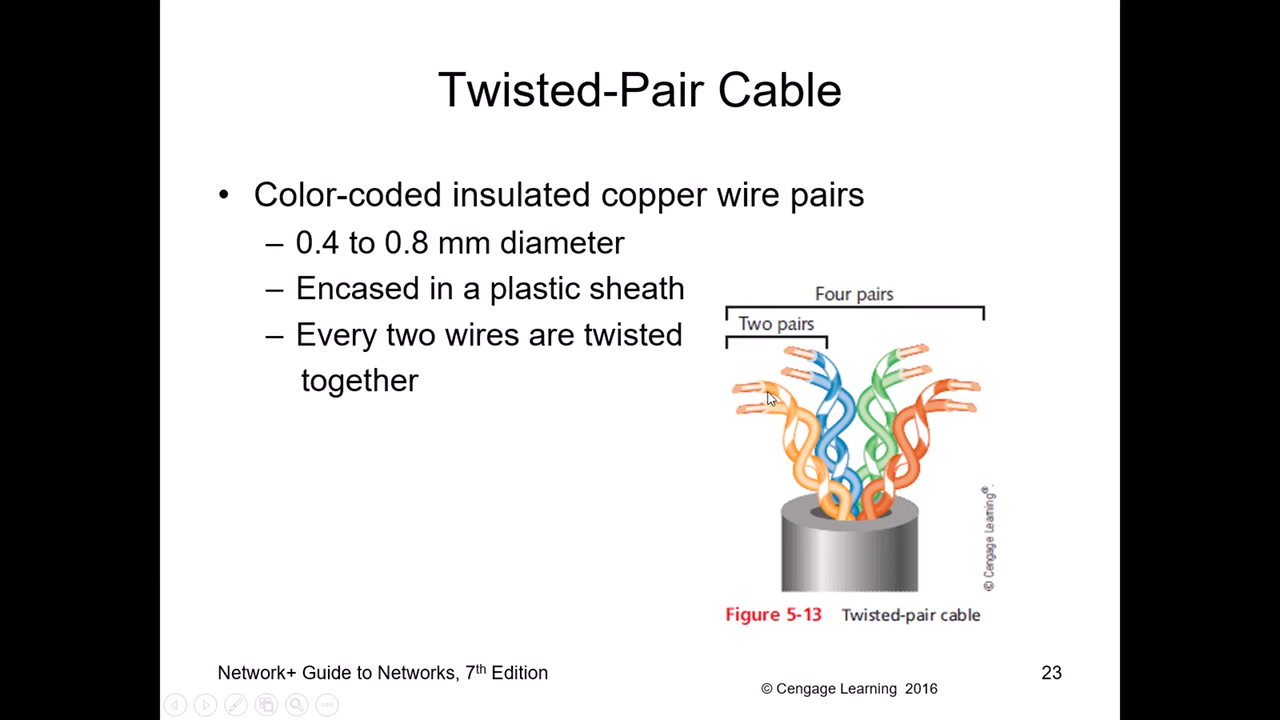 Twisted-Pair Cable
• Color-coded insulated copper wire pairs
– 0.4 to 0.8 mm diameter
– Encased in a plastic sheath
– Every two wires are twisted
together
Four pairs
Two pairs
© Cengage Learning®.
Figure 5-13 Twisted-pair cable
Network+ Guide to Networks, 7th Edition
© Cengage Learning 2016
23